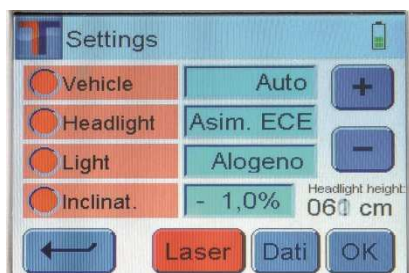 Settings
Vehicle Auto +
Headlight Asim. ECE
Light Alogeno -
Inclinat. - 1,0% Headlight height:
cm
Laser Dati OK